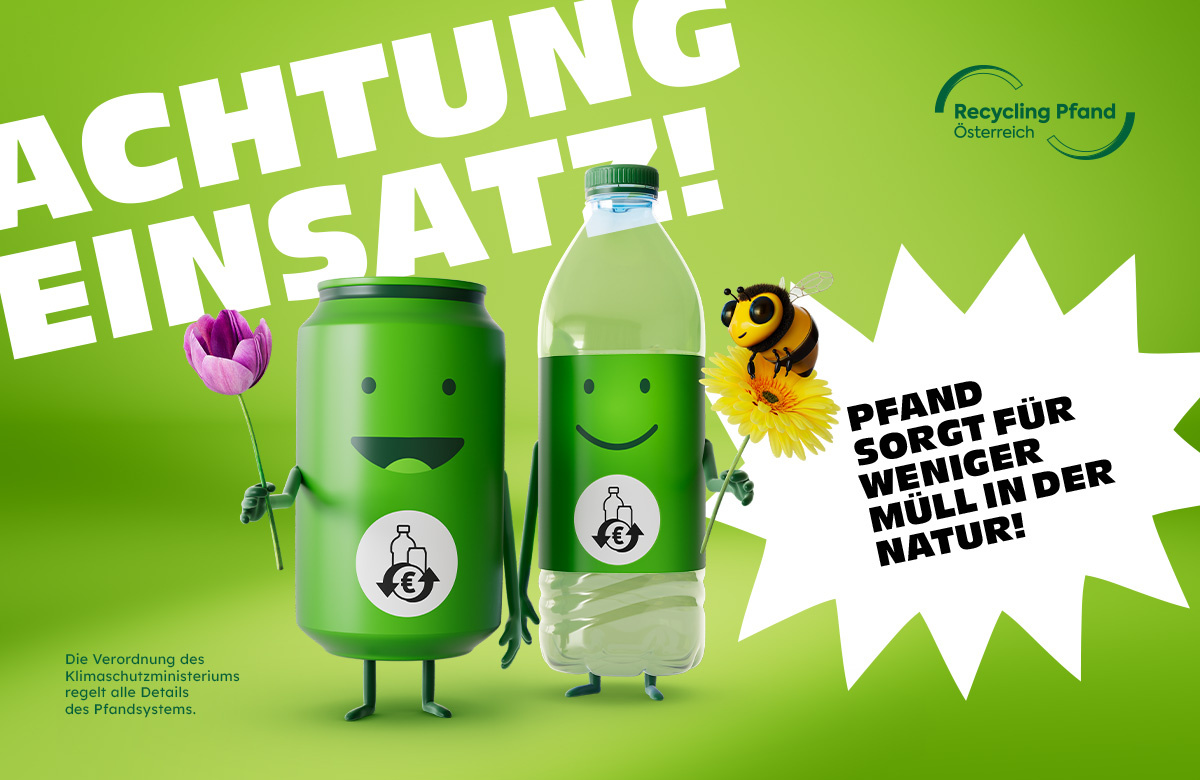 ACHTUNG
EINSATZ!
Recycling Pfand
Österreich
PFAND
SORGT FÜR
WENIGER
MÜLL IN DER
NATUR!
€
€
Die Verordnung des
Klimaschutzministeriums
regelt alle Details
des Pfandsystems.